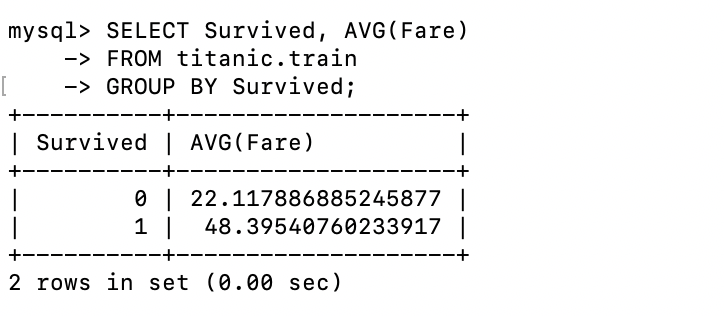 mysql> SELECT Survived, AVG(Fare)
    -> FROM titanic.train
[    -> GROUP BY Survived;
+----------+--------------------+
| Survived | AVG(Fare)          |
+----------+--------------------+
|        0 | 22.117886885245877 |
|        1 |  48.39540760233917 |
+----------+--------------------+
2 rows in set (0.00 sec)